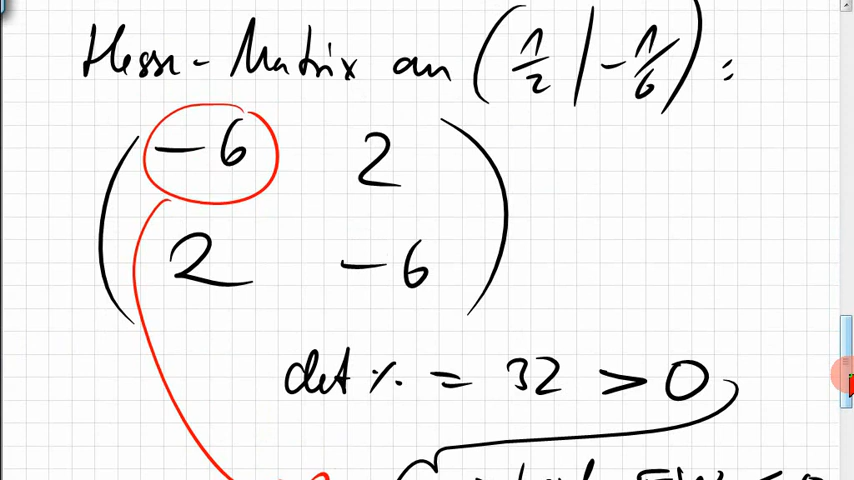 Hesse-Matrix an (1/2 | -1/6):
-6 2
2 -6
det ⁒ = 32 > 0